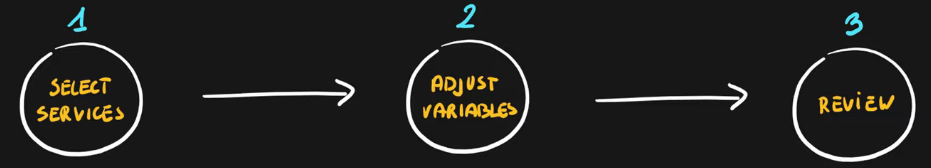 1
SELECT
SERVICES
2
ADJUST
VARIABLES
3
REVIEW